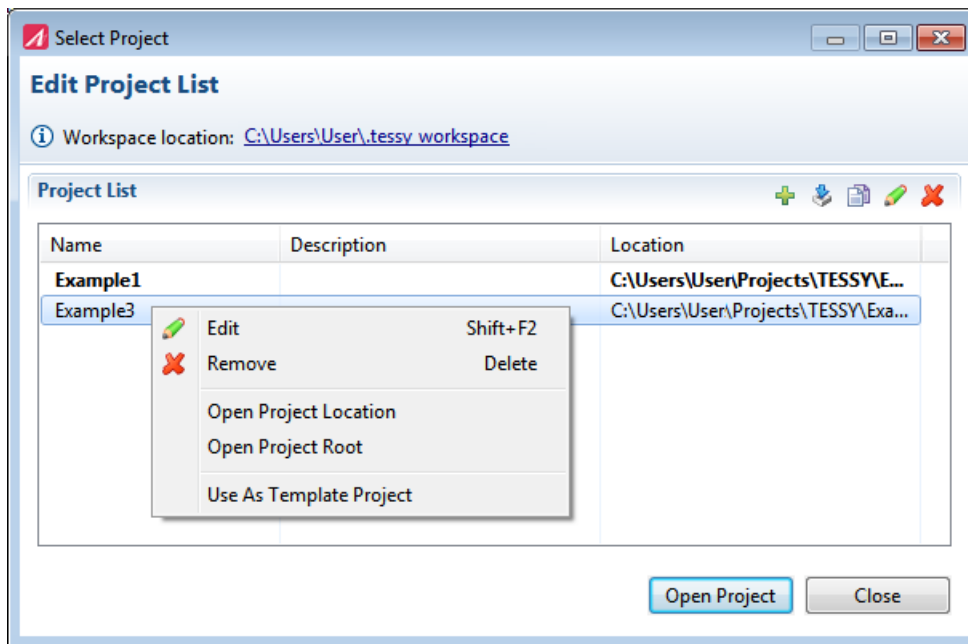 Select Project
Edit Project List
Workspace location: C:\Users\User\.tessy workspace
Project List
Name Description Location
Example1 C:\Users\User\Projects\TESSY\E...
Example3 C:\Users\User\Projects\TESSY\Exa...
Edit Shift+F2
Remove Delete
Open Project Location
Open Project Root
Use As Template Project
Open Project Close